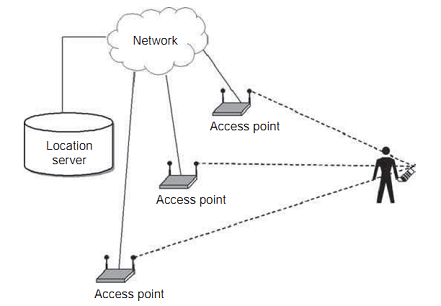 Network
Access point
Location
server
Access point
Access point